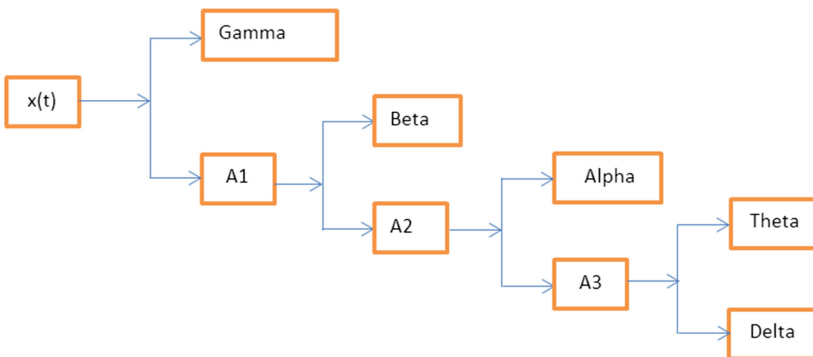 Gamma
x(t)
Beta
A1
Alpha
A2
Theta
A3
Delta